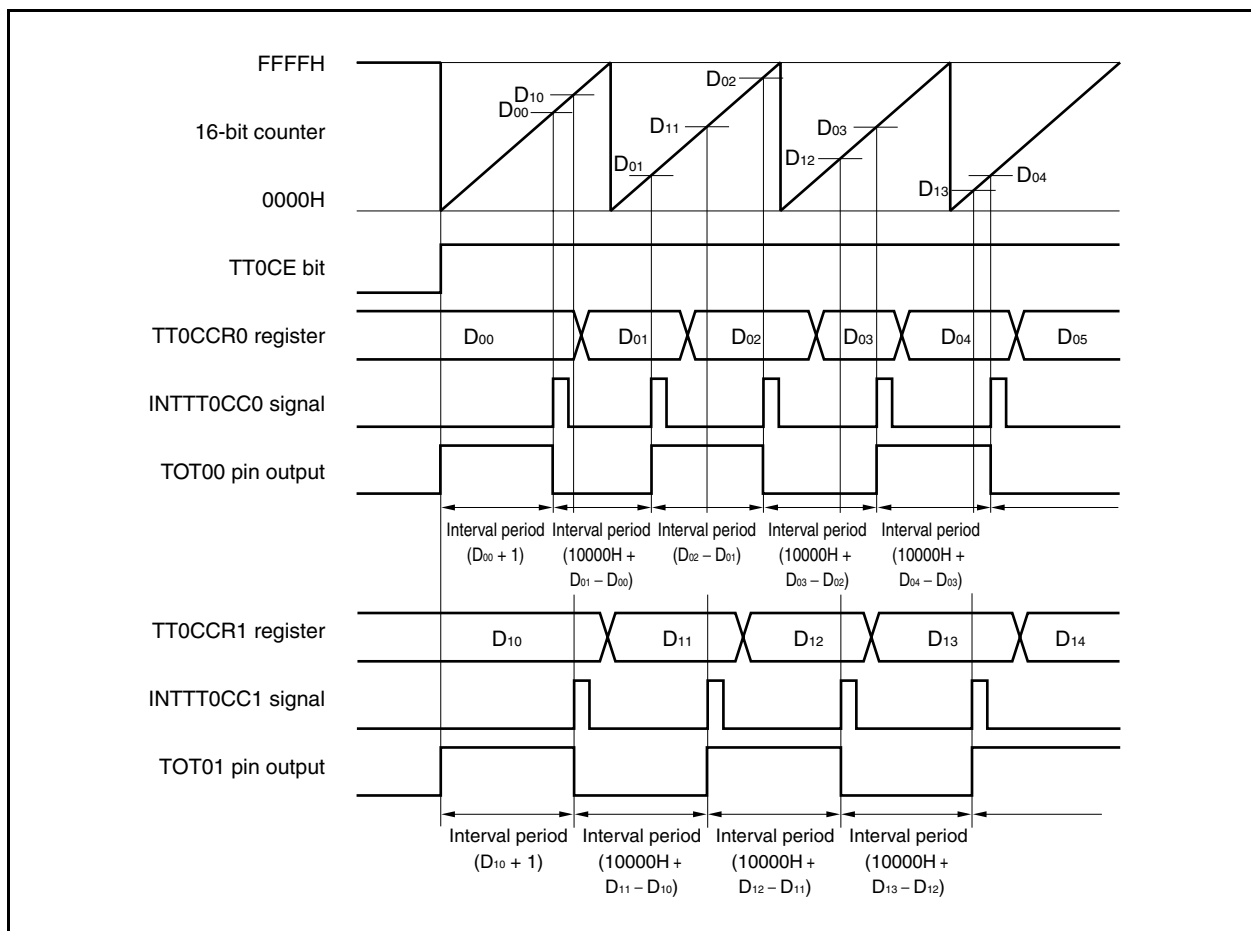 FFFFH
D10
D00
D02
16-bit counter
D11
D03
D01
D12
D04
D13
0000H
TT0CE bit
TT0CCR0 register
D00
D01
D02
D03
D04
D05
INTTT0CC0 signal
TOT00 pin output
Interval period
(D00 + 1)
Interval period
(10000H +
D01 – D00)
Interval period
(D02 – D01)
Interval period
(10000H +
D03 – D02)
Interval period
(10000H +
D04 – D03)
TT0CCR1 register
D10
D11
D12
D13
D14
INTTT0CC1 signal
TOT01 pin output
Interval period
(D10 + 1)
Interval period
(10000H +
D11 – D10)
Interval period
(10000H +
D12 – D11)
Interval period
(10000H +
D13 – D12)